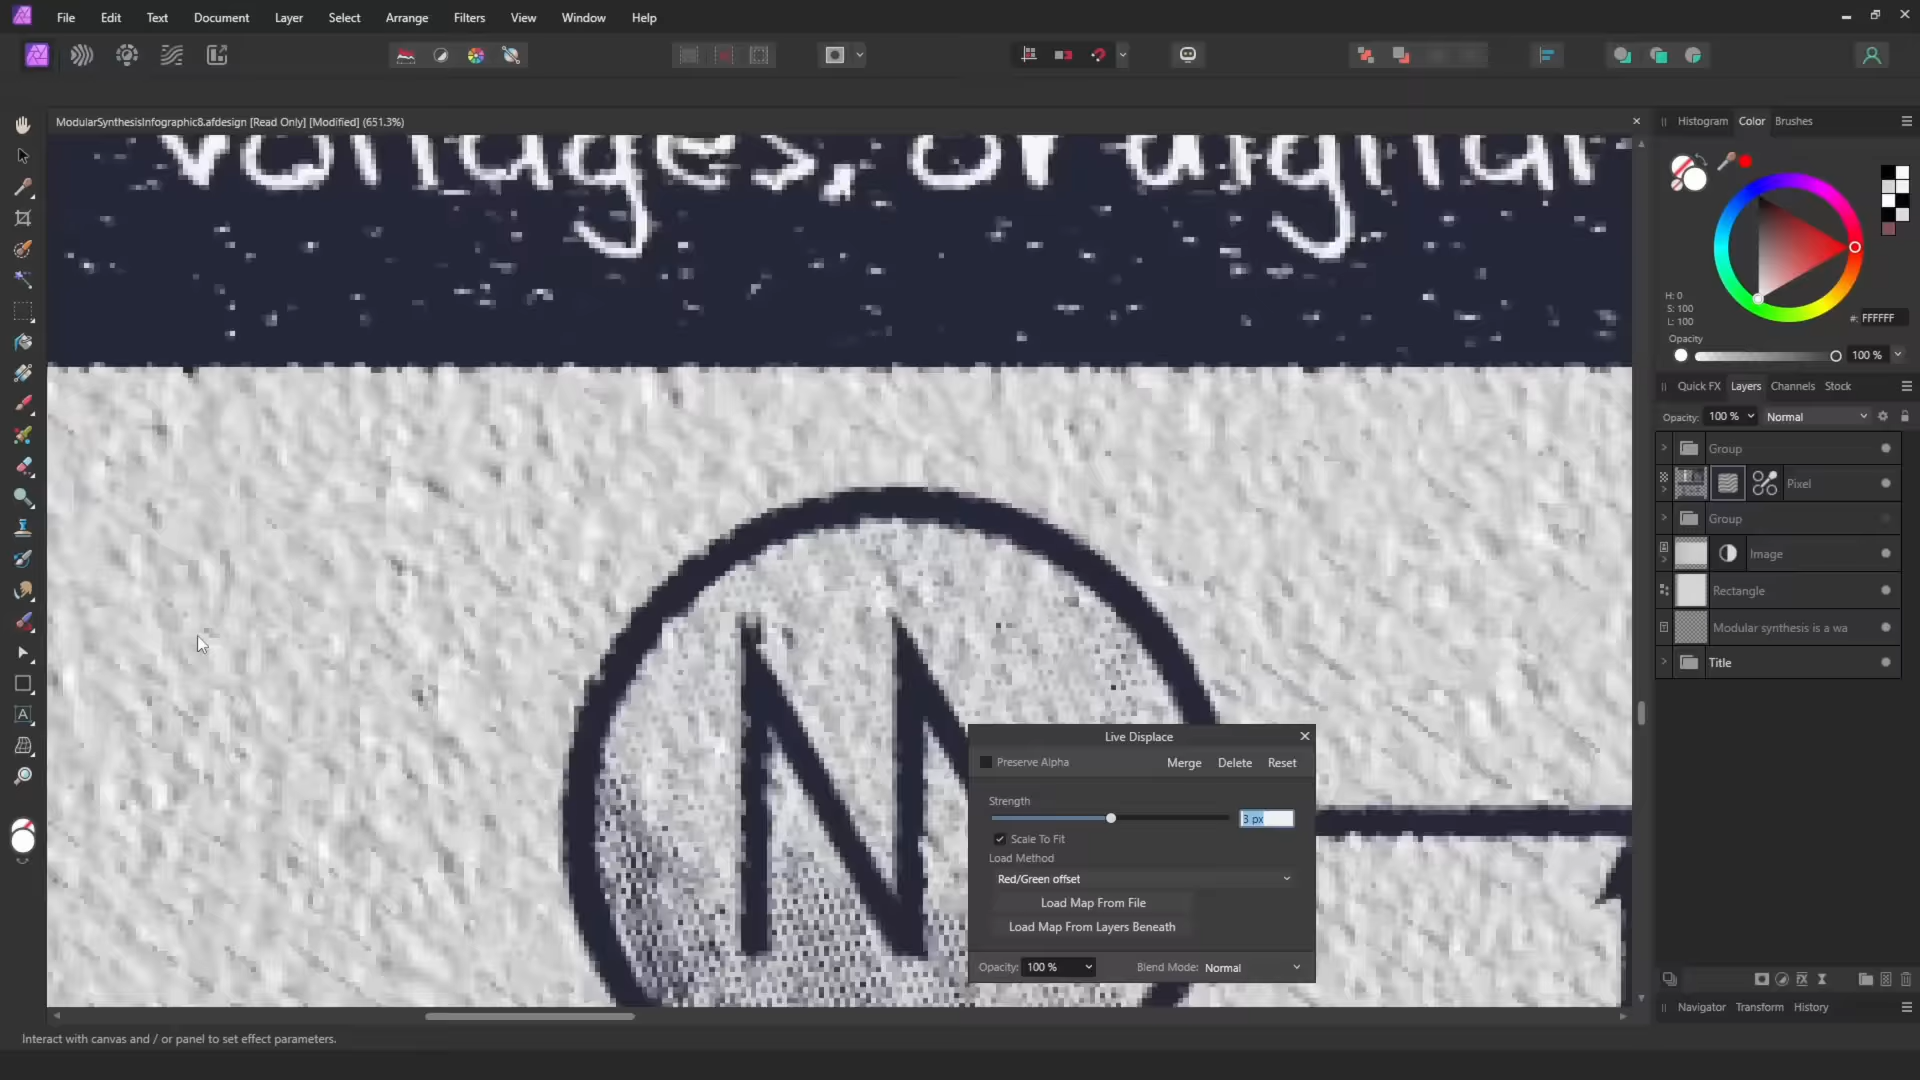 File Edit Text Document Layer Select Arrange Filters View Window Help
ModularSynthesisInfographic8.afdesign [Read Only] [Modified] (651.3%)
Histogram Color Brushes
voltages, or digital
H: 0
S: 100
L: 100
#: FFFFFF
Opacity
100 %
Quick FX Layers Channels Stock
Opacity: 100 % Normal
Group
Pixel
Group
Image
Rectangle
Modular synthesis is a wa
Title
N
Live Displace
Preserve Alpha Merge Delete Reset
Strength
3 px
Scale To Fit
Load Method
Red/Green offset
Load Map From File
Load Map From Layers Beneath
Opacity: 100 % Blend Mode: Normal
Navigator Transform History
Interact with canvas and / or panel to set effect parameters.